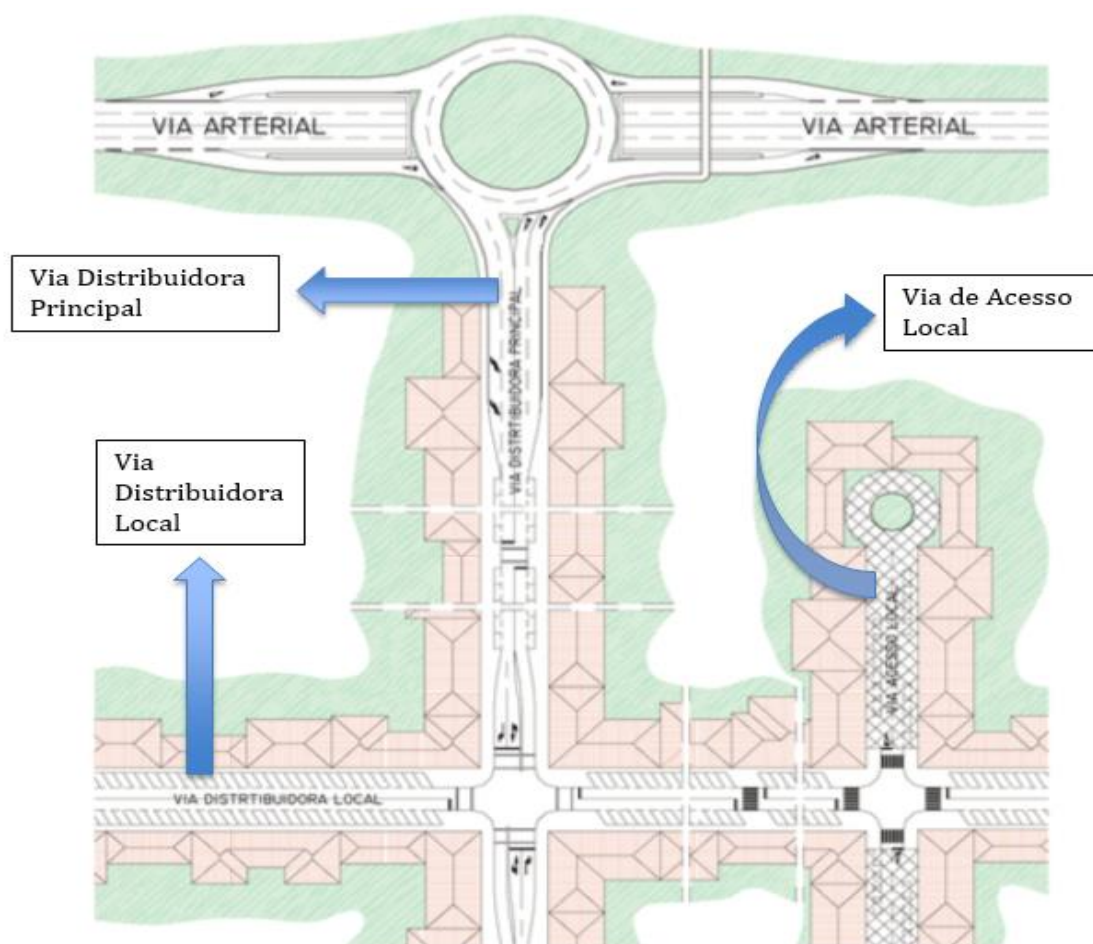 VIA ARTERIAL
VIA ARTERIAL
Via Distribuidora
Principal
VIA DISTRTIBUIDORA PRINCIPAL
Via de Acesso
Local
Via
Distribuidora
Local
VIA ACESSO LOCAL
VIA DISTRTIBUIDORA LOCAL